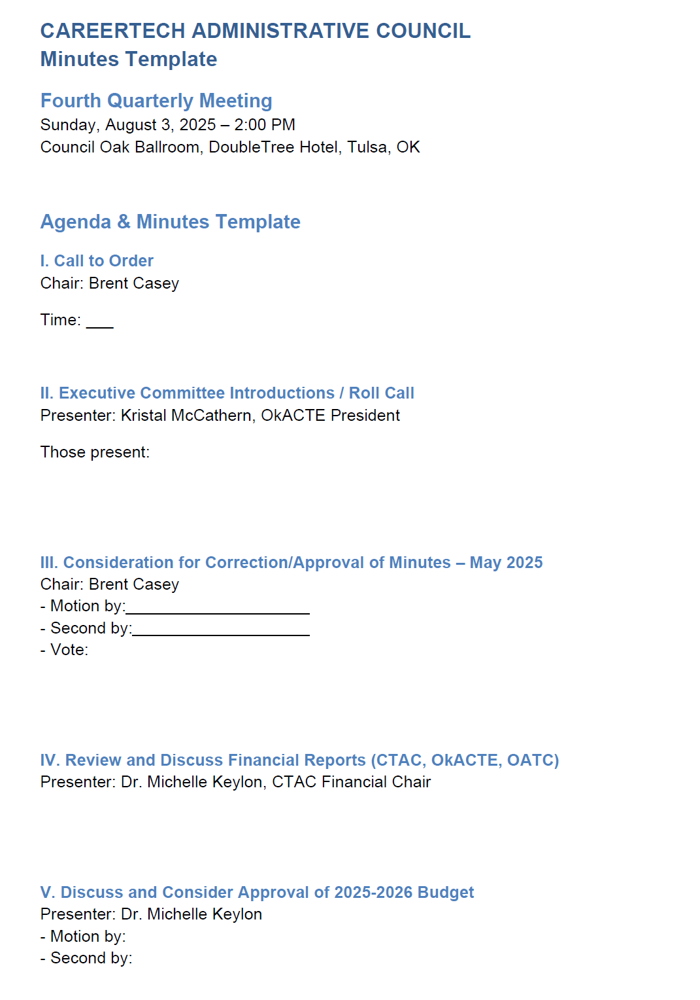 CAREERTECH ADMINISTRATIVE COUNCIL
Minutes Template
Fourth Quarterly Meeting
Sunday, August 3, 2025 – 2:00 PM
Council Oak Ballroom, DoubleTree Hotel, Tulsa, OK
Agenda & Minutes Template
I. Call to Order
Chair: Brent Casey
Time: ___
II. Executive Committee Introductions / Roll Call
Presenter: Kristal McCathern, OkACTE President
Those present:
III. Consideration for Correction/Approval of Minutes – May 2025
Chair: Brent Casey
- Motion by:____________________
- Second by:____________________
- Vote:
IV. Review and Discuss Financial Reports (CTAC, OkACTE, OATC)
Presenter: Dr. Michelle Keylon, CTAC Financial Chair
V. Discuss and Consider Approval of 2025-2026 Budget
Presenter: Dr. Michelle Keylon
- Motion by:
- Second by: